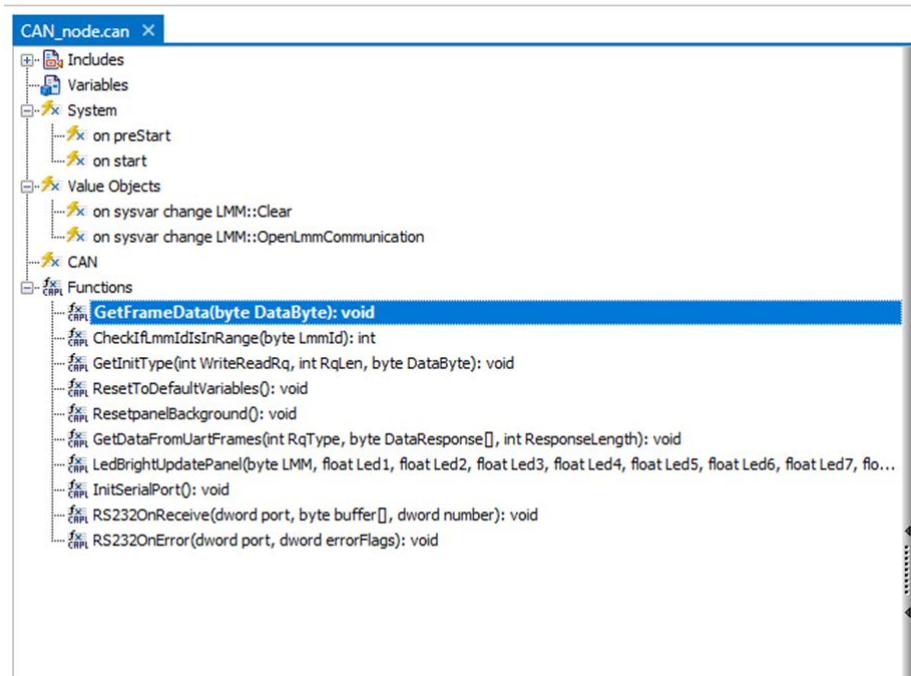 CAN_node.can
Includes
Variables
System
on preStart
on start
Value Objects
on sysvar change LMM::Clear
on sysvar change LMM::OpenLmmCommunication
CAN
Functions
GetFrameData(byte DataByte): void
CheckIfLmmIdIsInRange(byte LmmId): int
GetInitType(int WriteReadRq, int RqLen, byte DataByte): void
ResetToDefaultVariables(): void
ResetpanelBackground(): void
GetDataFromUartFrames(int RqType, byte DataResponse[], int ResponseLength): void
LedBrightUpdatePanel(byte LMM, float Led1, float Led2, float Led3, float Led4, float Led5, float Led6, float Led7, flo...
InitSerialPort(): void
RS232OnReceive(dword port, byte buffer[], dword number): void
RS232OnError(dword port, dword errorFlags): void